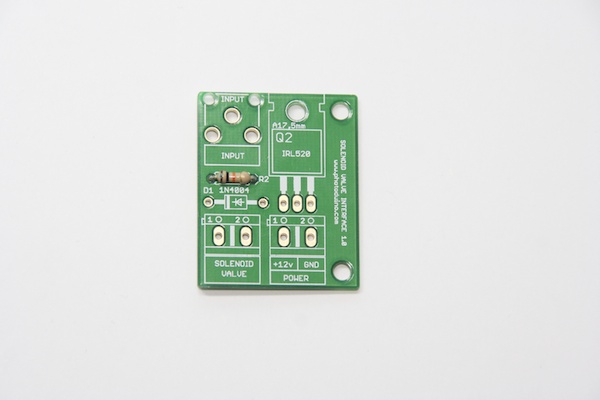 INPUT
INPUT
A17,5mm
Q2
IRL520
R2
D1 1N4004
1 2
1 2
SOLENOID
VALVE
+12v GND
POWER
SOLENOID VALVE INTERFACE 1.0